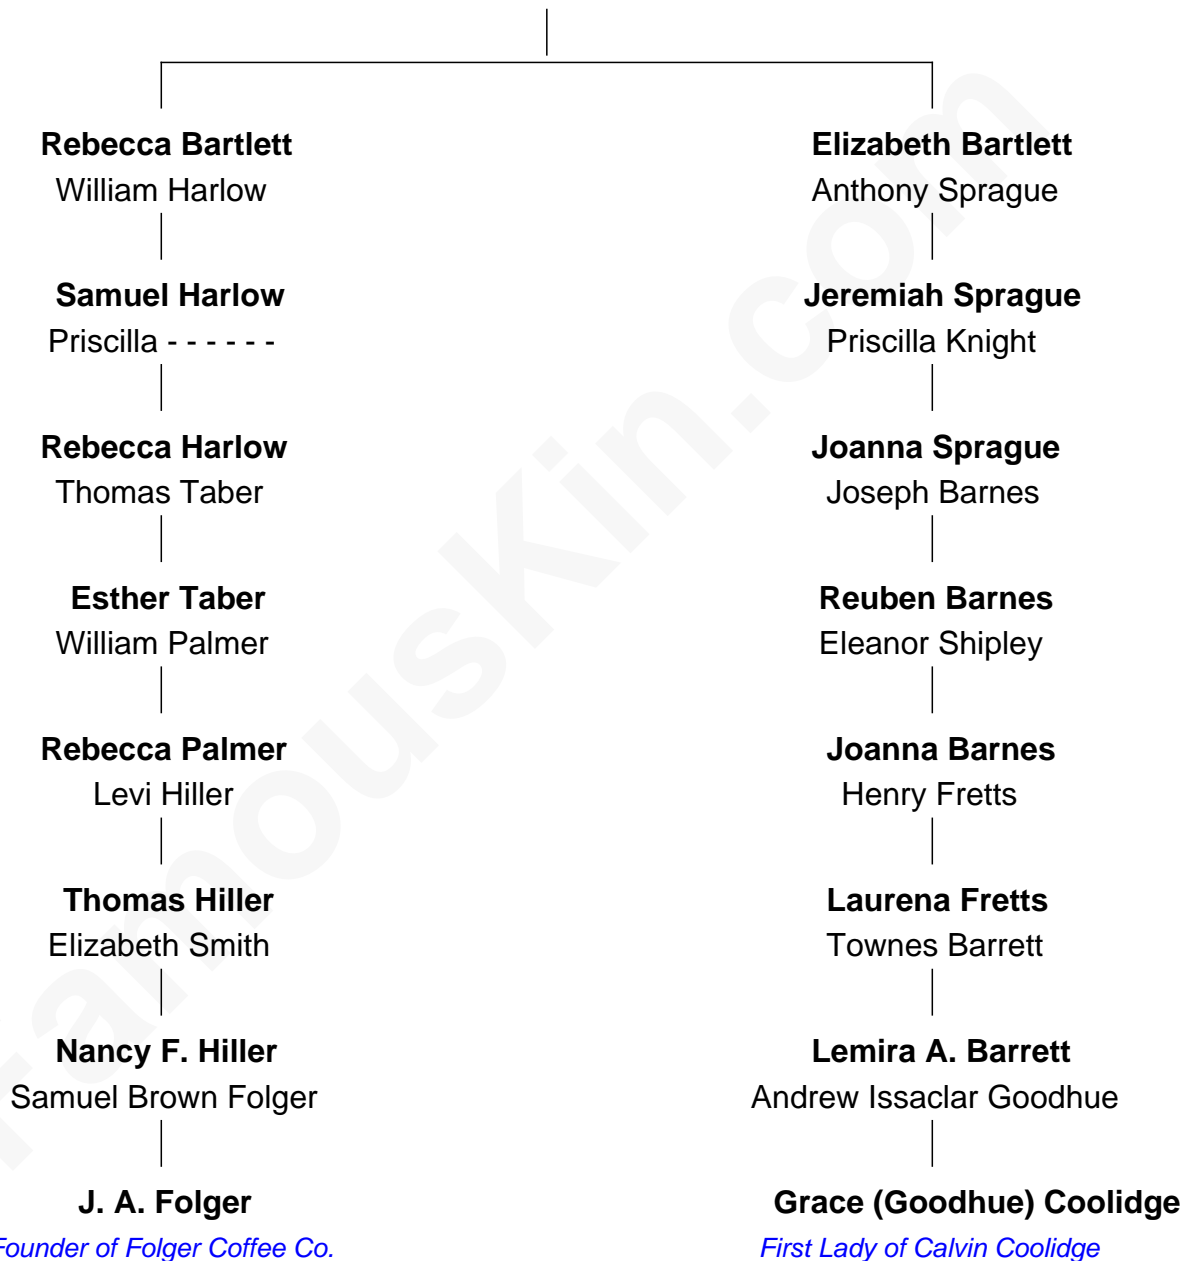 Rebecca Bartlett
William Harlow
Samuel Harlow
Priscilla - - - - - -
Rebecca Harlow
Thomas Taber
Esther Taber
William Palmer
Rebecca Palmer
Levi Hiller
Thomas Hiller
Elizabeth Smith
Nancy F. Hiller
Samuel Brown Folger
J. A. Folger
Founder of Folger Coffee Co.
Elizabeth Bartlett
Anthony Sprague
Jeremiah Sprague
Priscilla Knight
Joanna Sprague
Joseph Barnes
Reuben Barnes
Eleanor Shipley
Joanna Barnes
Henry Fretts
Laurena Fretts
Townes Barrett
Lemira A. Barrett
Andrew Issaclar Goodhue
Grace (Goodhue) Coolidge
First Lady of Calvin Coolidge
FamousKin.com